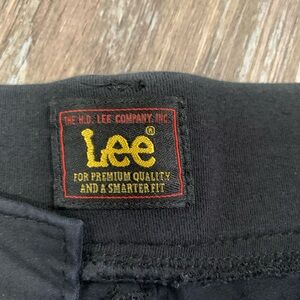 THE H.D. LEE COMPANY, INC.
Lee®
FOR PREMIUM QUALITY
AND A SMARTER FIT